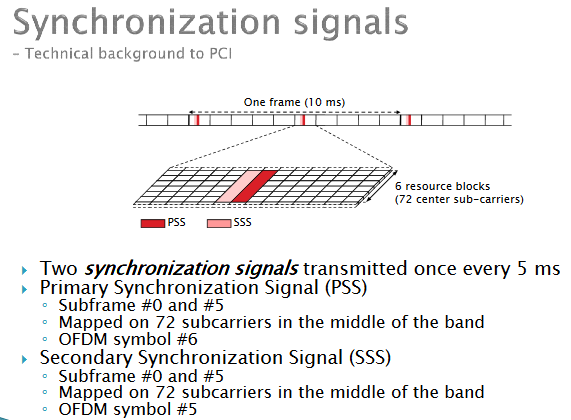 Synchronization signals
– Technical background to PCI
One frame (10 ms)
6 resource blocks
(72 center sub-carriers)
PSS
SSS
Two synchronization signals transmitted once every 5 ms
Primary Synchronization Signal (PSS)
Subframe #0 and #5
Mapped on 72 subcarriers in the middle of the band
OFDM symbol #6
Secondary Synchronization Signal (SSS)
Subframe #0 and #5
Mapped on 72 subcarriers in the middle of the band
OFDM symbol #5